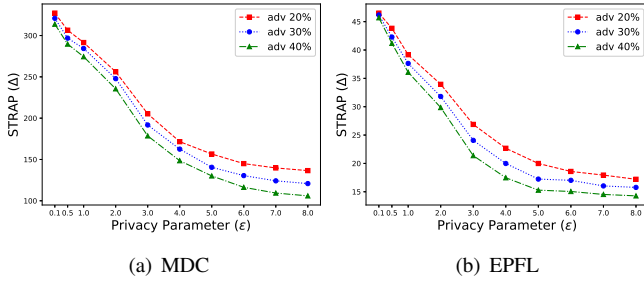 adv 20%
adv 30%
adv 40%
STRAP (Δ)
300
250
200
150
100
0.1 0.5 1.0 2.0 3.0 4.0 5.0 6.0 7.0 8.0
Privacy Parameter (ε)
(a) MDC
adv 20%
adv 30%
adv 40%
STRAP (Δ)
45
40
35
30
25
20
15
0.1 0.5 1.0 2.0 3.0 4.0 5.0 6.0 7.0 8.0
Privacy Parameter (ε)
(b) EPFL